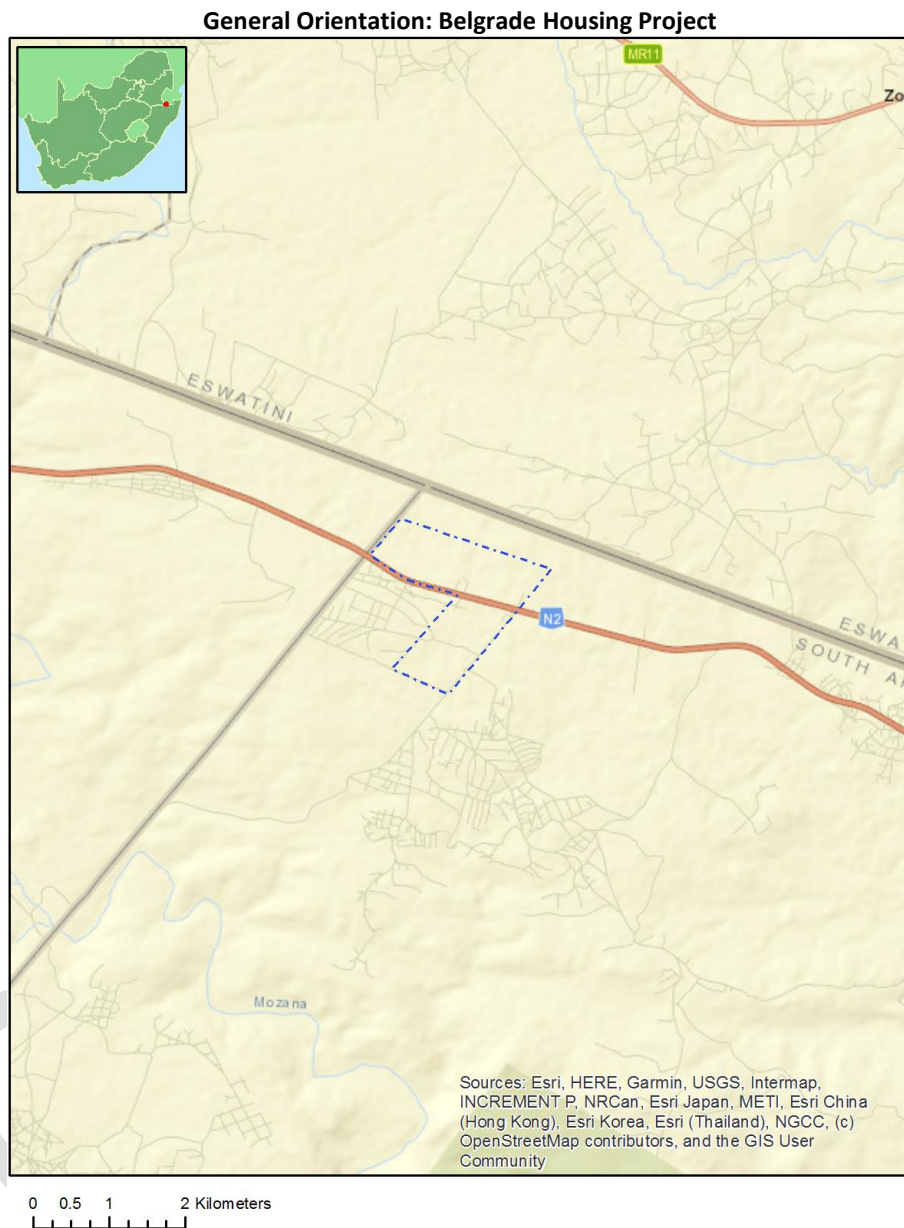 General Orientation: Belgrade Housing Project
MR11
Zo
ESWATINI
N2
ESWA
SOUTH A
Mozana
Sources: Esri, HERE, Garmin, USGS, Intermap,
INCREMENT P, NRCan, Esri Japan, METI, Esri China
(Hong Kong), Esri Korea, Esri (Thailand), NGCC, (c)
OpenStreetMap contributors, and the GIS User
Community
0 0.5 1 2 Kilometers